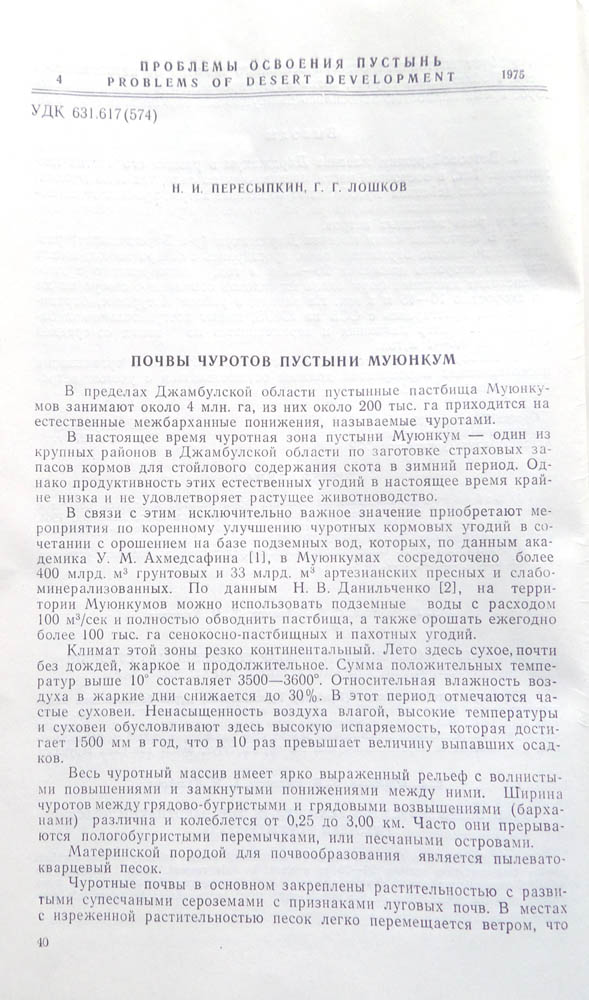 ПРОБЛЕМЫ ОСВОЕНИЯ ПУСТЫНЬ
4 PROBLEMS OF DESERT DEVELOPMENT 1975
УДК 631.617(574)
Н. И. ПЕРЕСЫПКИН, Г. Г. ЛОШКОВ
ПОЧВЫ ЧУРОТОВ ПУСТЫНИ МУЮНКУМ
В пределах Джамбулской области пустынные пастбища Муюнку-
мов занимают около 4 млн. га, из них около 200 тыс. га приходится на
естественные межбарханные понижения, называемые чуротами.
В настоящее время чуротная зона пустыни Муюнкум — один из
крупных районов в Джамбулской области по заготовке страховых за-
пасов кормов для стойлового содержания скота в зимний период. Од-
нако продуктивность этих естественных угодий в настоящее время край-
не низка и не удовлетворяет растущее животноводство.
В связи с этим исключительно важное значение приобретают ме-
роприятия по коренному улучшению чуротных кормовых угодий в со-
четании с орошением на базе подземных вод, которых, по данным ака-
демика У. М. Ахмедсафина [1], в Муюнкумах сосредоточено более
400 млрд. м³ грунтовых и 33 млрд. м³ артезианских пресных и слабо-
минерализованных. По данным Н. В. Данильченко [2], на терри-
тории Муюнкумов можно использовать подземные воды с расходом
100 м³/сек и полностью обводнить пастбища, а также орошать ежегодно
более 100 тыс. га сенокосно-пастбищных и пахотных угодий.
Климат этой зоны резко континентальный. Лето здесь сухое, почти
без дождей, жаркое и продолжительное. Сумма положительных темпе-
ратур выше 10° составляет 3500—3600°. Относительная влажность воз-
духа в жаркие дни снижается до 30%. В этот период отмечаются ча-
стые суховеи. Ненасыщенность воздуха влагой, высокие температуры
и суховеи обусловливают здесь высокую испаряемость, которая дости-
гает 1500 мм в год, что в 10 раз превышает величину выпавших осад-
ков.
Весь чуротный массив имеет ярко выраженный рельеф с волнисты-
ми повышениями и замкнутыми понижениями между ними. Ширина
чуротов между грядово-бугристыми и грядовыми возвышениями (барха-
нами) различна и колеблется от 0,25 до 3,00 км. Часто они прерыва-
ются пологобугристыми перемычками, или песчаными островами.
Материнской породой для почвообразования является пылевато-
кварцевый песок.
Чуротные почвы в основном закреплены растительностью с разви-
тыми супесчаными сероземами с признаками луговых почв. В местах
с изреженной растительностью песок легко перемещается ветром, что
40